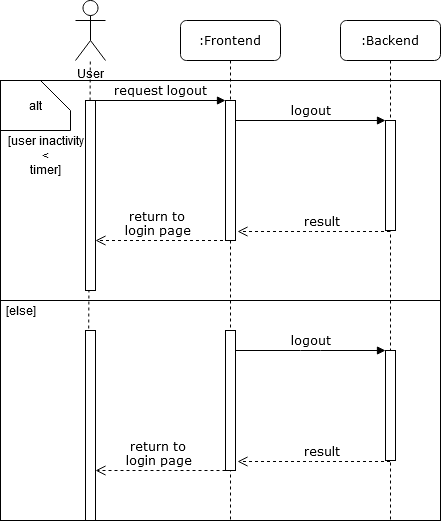 :Frontend
:Backend
User
alt
request logout
logout
[user inactivity
<
timer]
return to
login page
result
[else]
logout
return to
login page
result